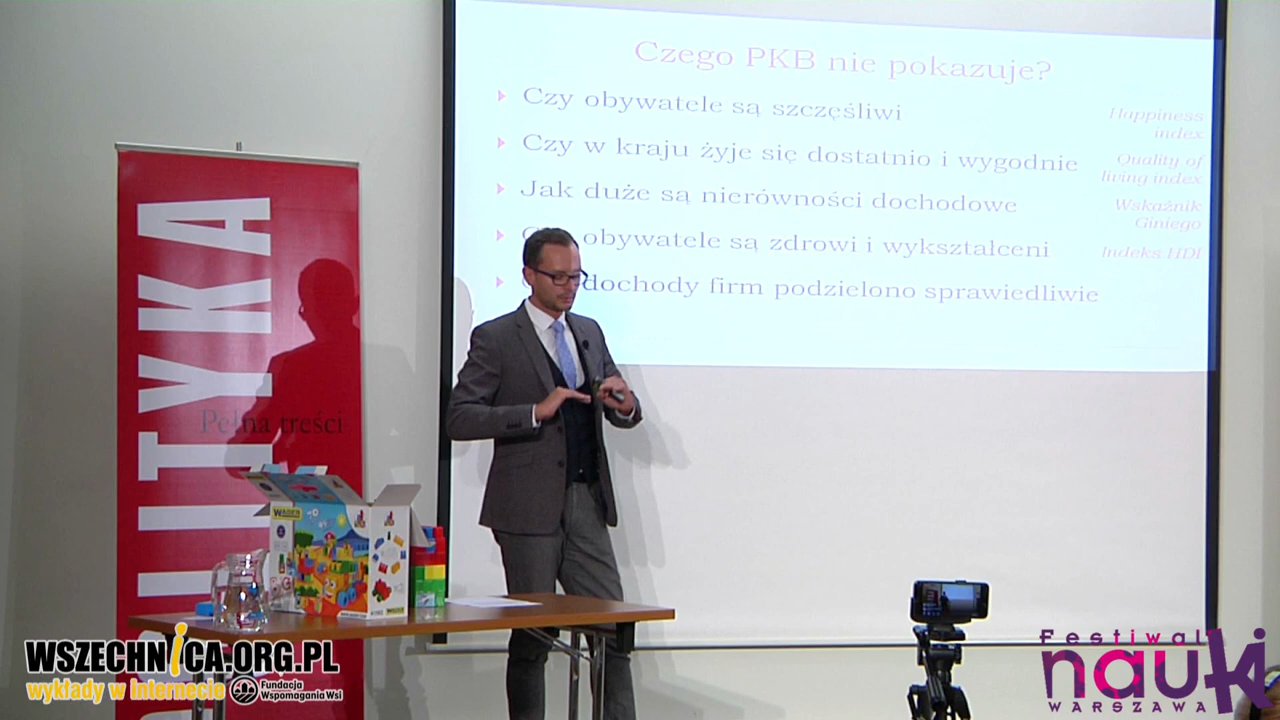 Czego PKB nie pokazuje?
Czy obywatele są szczęśliwi
Happiness
index
Czy w kraju żyje się dostatnio i wygodnie
Quality of
living index
Jak duże są nierówności dochodowe
Wskaźnik
Giniego
obywatele są zdrowi i wykształceni
Indeks HDI
dochody firm podzielono sprawiedliwie
POLITYKA
Pełna treści
WADER
WSZECHNICA.ORG.PL
wykłady w Internecie
Fundacja
Wspomagania Wsi
Festiwal
nauki
WARSZAWA